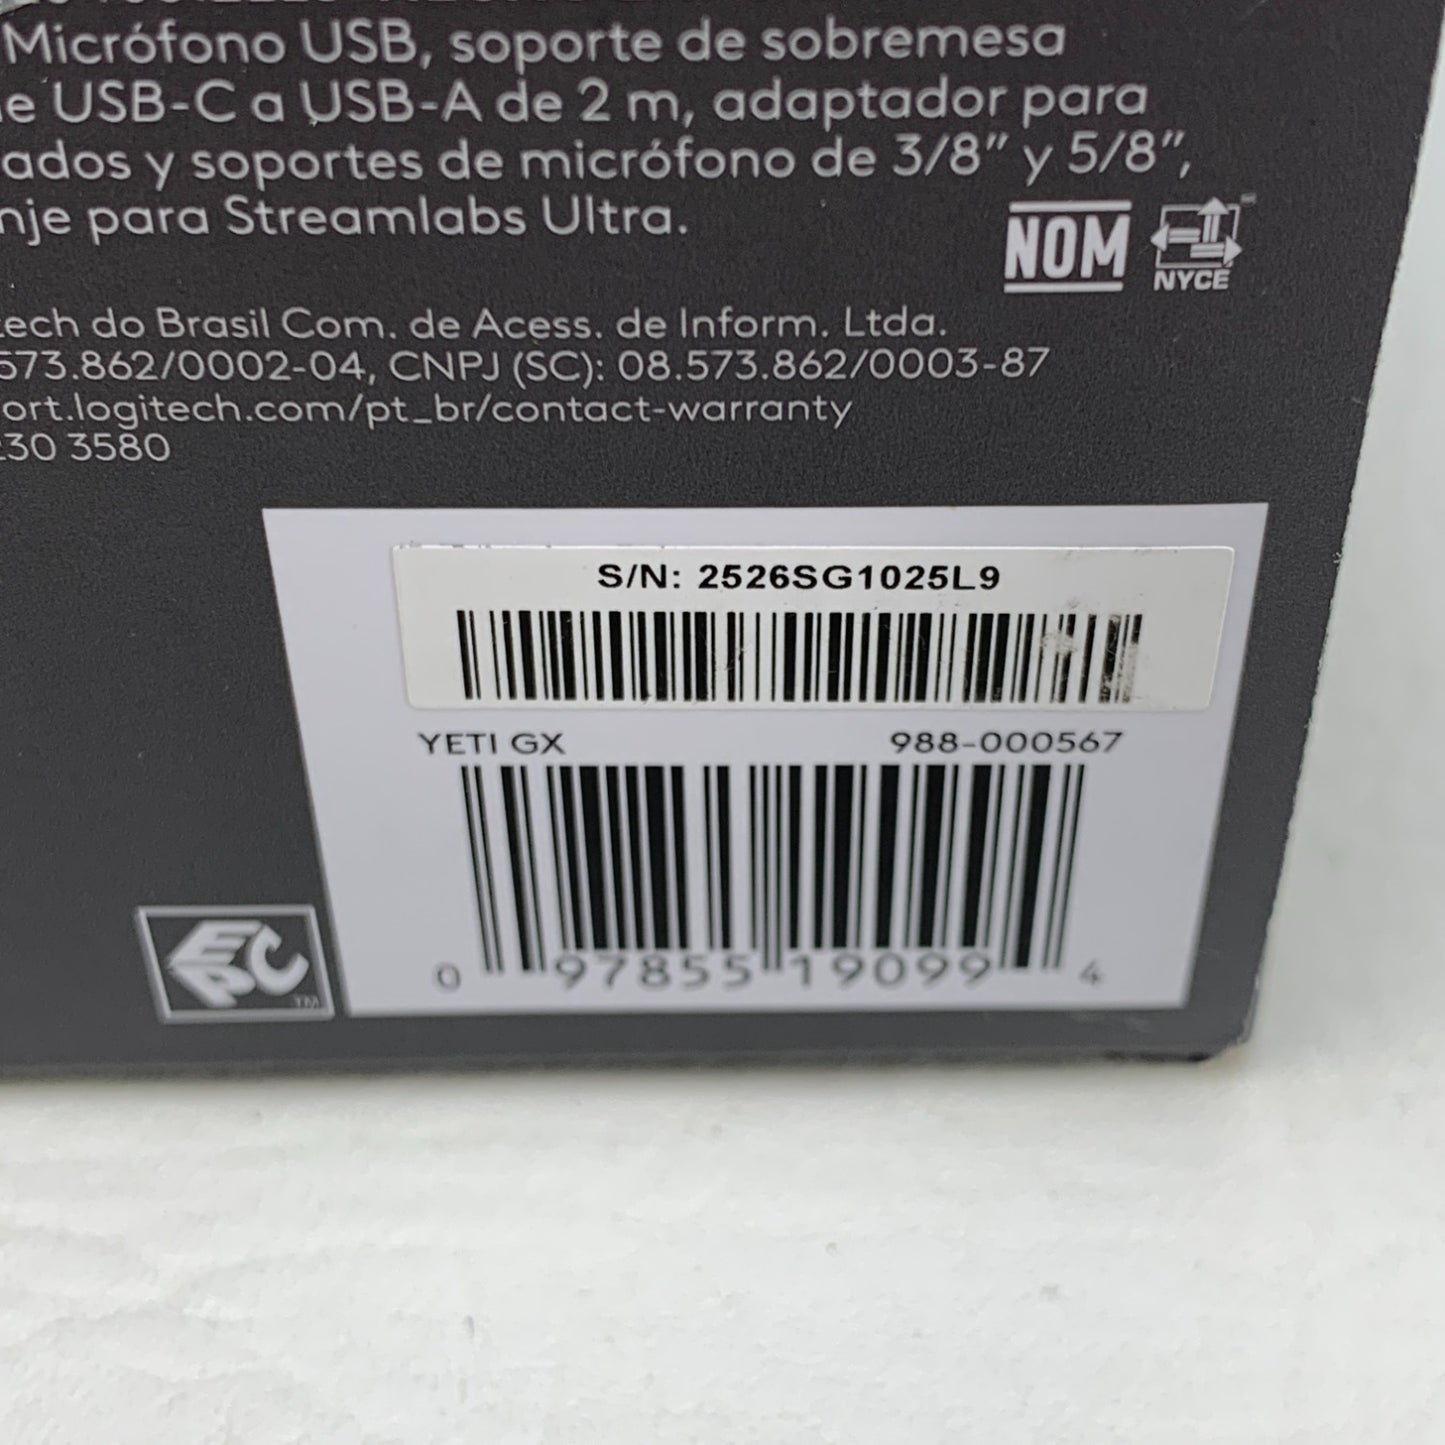 Micrófono USB, soporte de sobremesa
e USB-C a USB-A de 2 m, adaptador para
ados y soportes de micrófono de 3/8” y 5/8”,
nje para Streamlabs Ultra.
NOM
NYCE
tech do Brasil Com. de Acess. de Inform. Ltda.
573.862/0002-04, CNPJ (SC): 08.573.862/0003-87
ort.logitech.com/pt_br/contact-warranty
230 3580
S/N: 2526SG1025L9
YETI GX 988-000567
0 97855 19099 4
EPC
TM